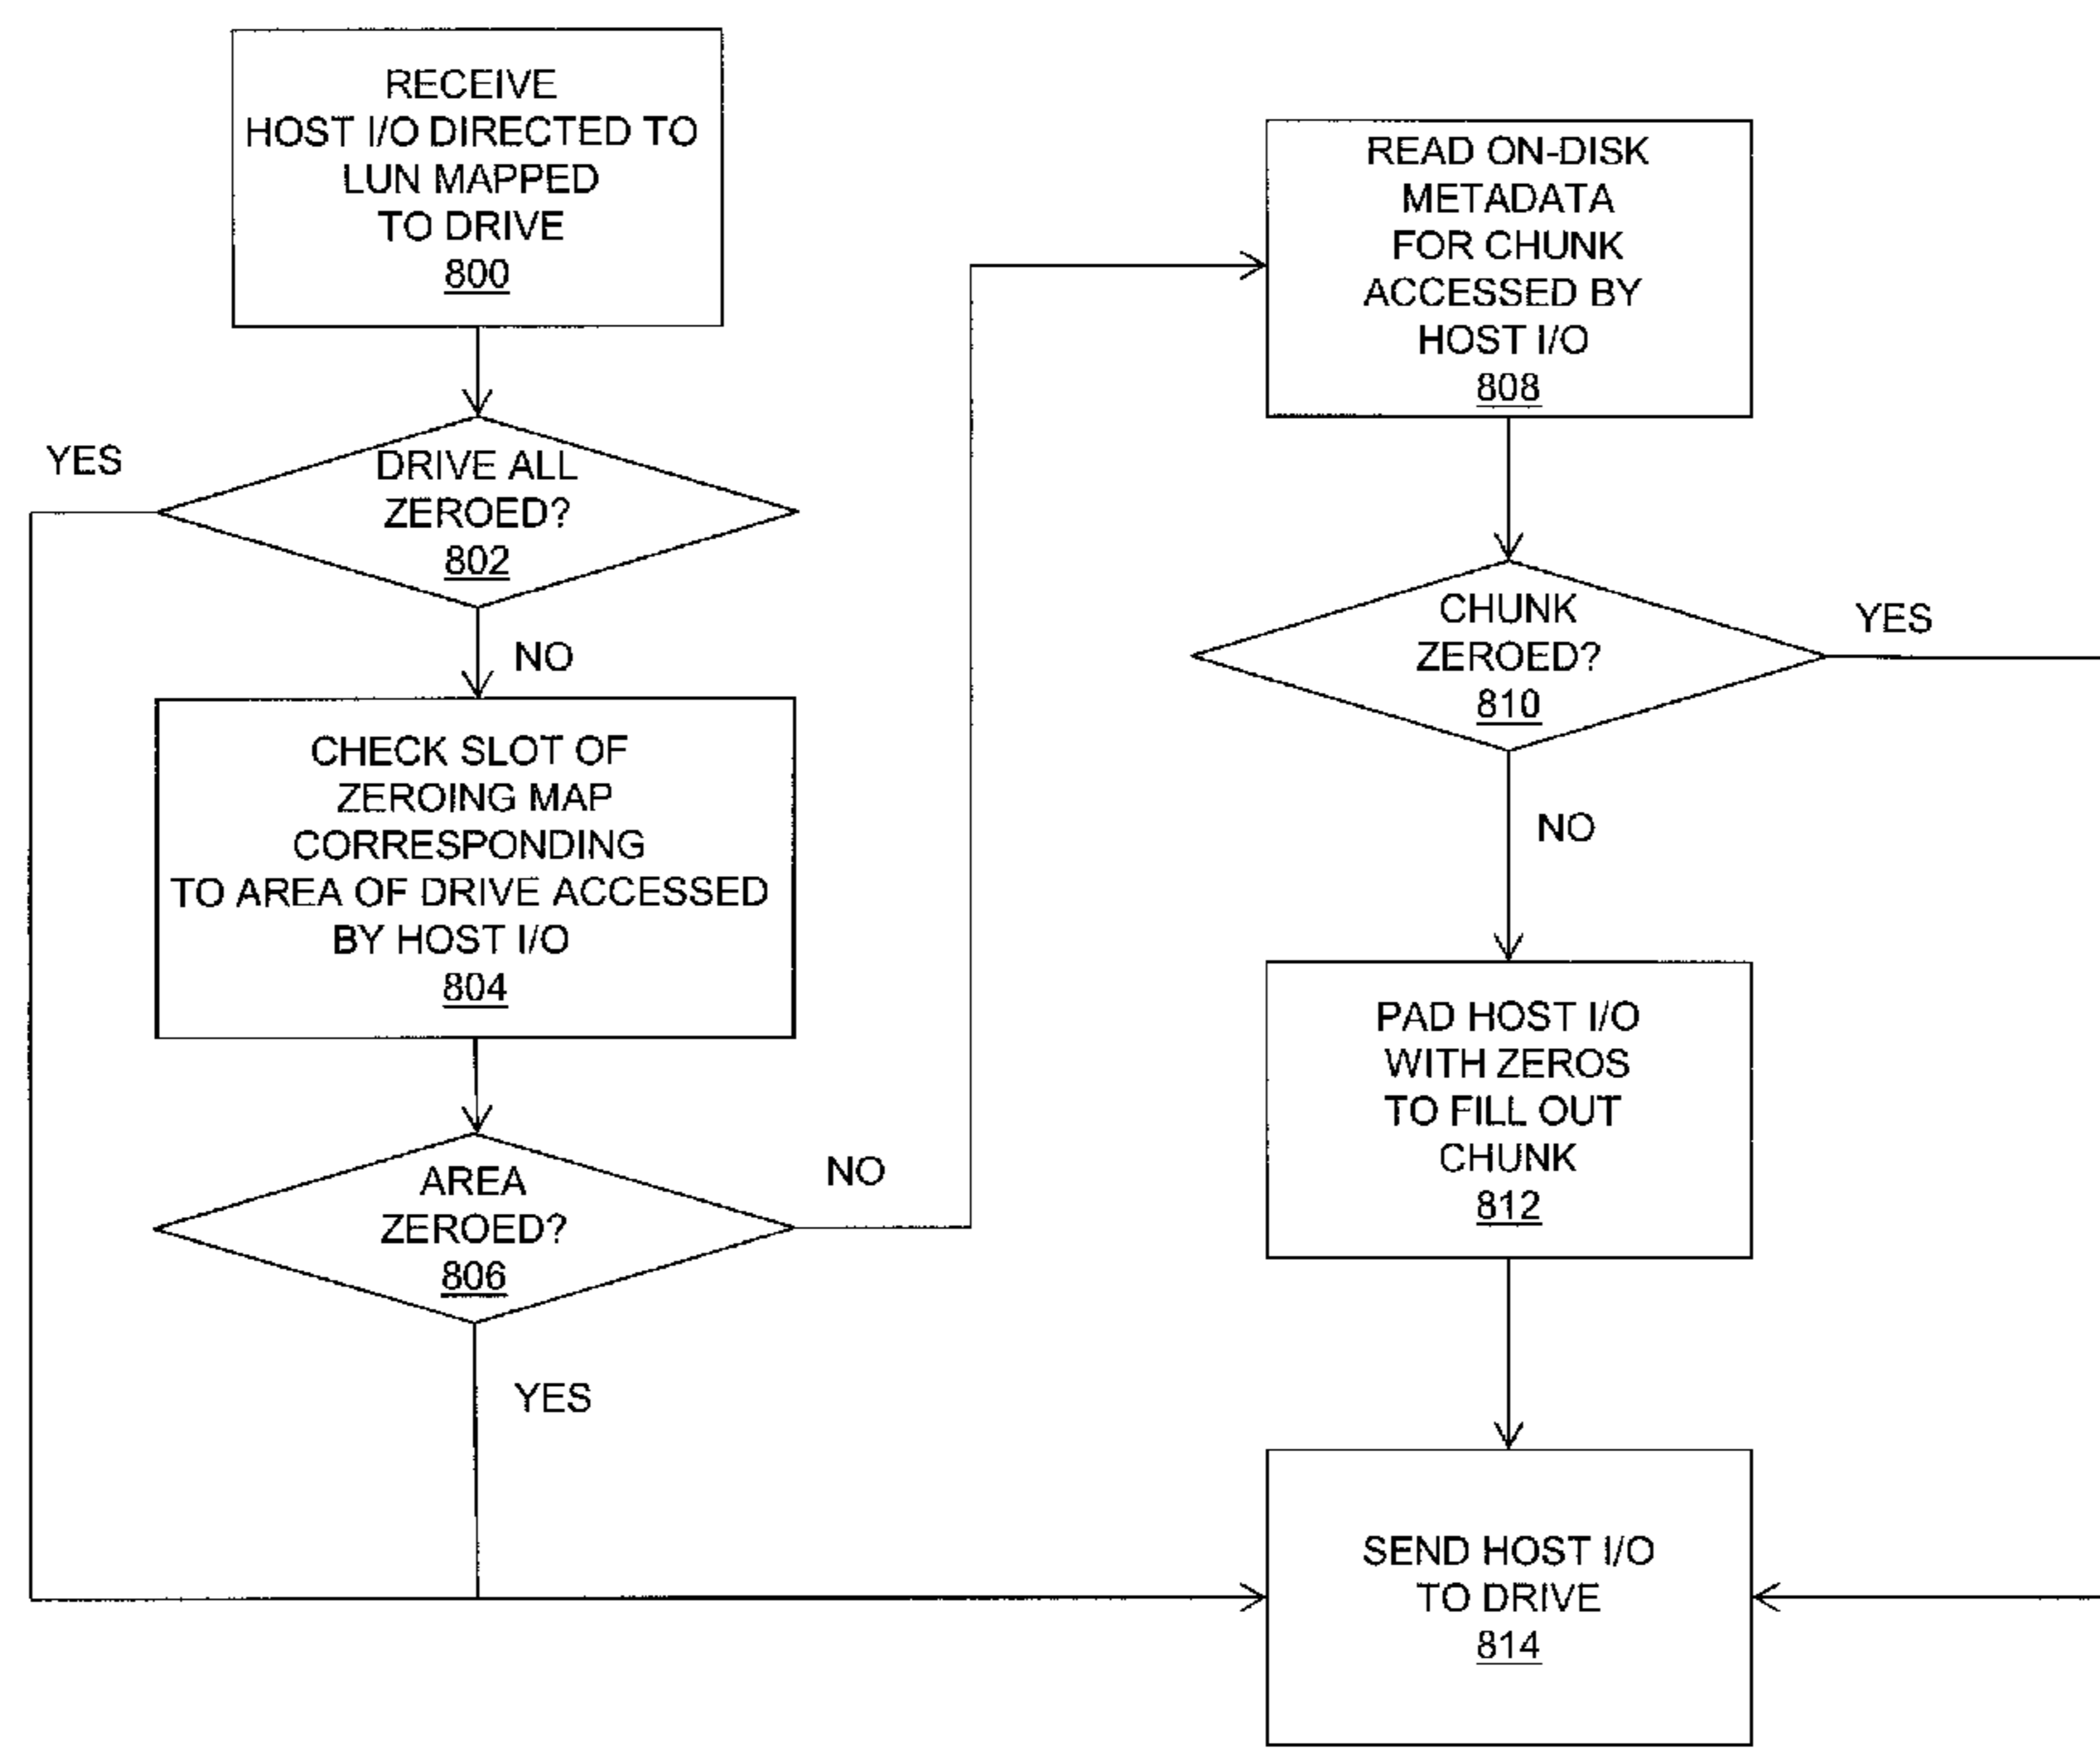 RECEIVE
HOST I/O DIRECTED TO
LUN MAPPED
TO DRIVE
800
YES
DRIVE ALL
ZEROED?
802
NO
CHECK SLOT OF
ZEROING MAP
CORRESPONDING
TO AREA OF DRIVE ACCESSED
BY HOST I/O
804
AREA
ZEROED?
806
NO
YES
READ ON-DISK
METADATA
FOR CHUNK
ACCESSED BY
HOST I/O
808
CHUNK
ZEROED?
810
YES
NO
PAD HOST I/O
WITH ZEROS
TO FILL OUT
CHUNK
812
SEND HOST I/O
TO DRIVE
814